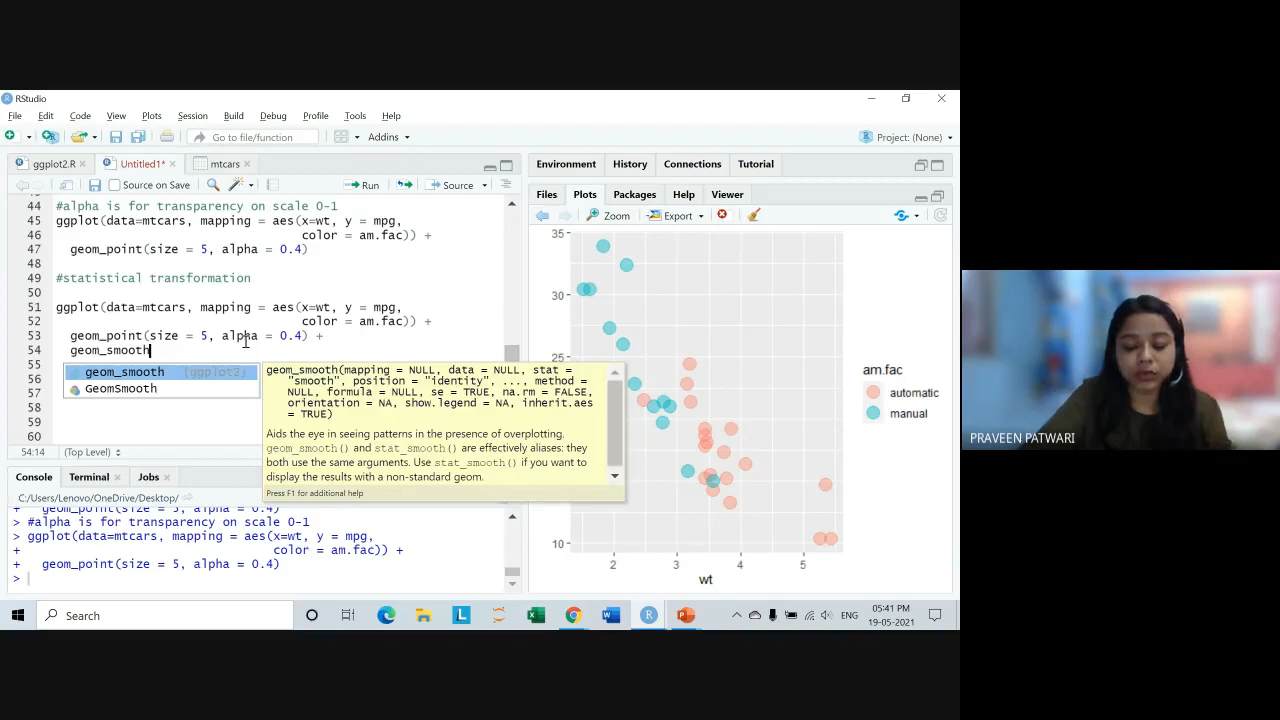 RStudio
File Edit Code View Plots Session Build Debug Profile Tools Help
Go to file/function Addins Project: (None)
ggplot2.R Untitled1* mtcars
Source on Save Run Source
44 #alpha is for transparency on scale 0-1
45 ggplot(data=mtcars, mapping = aes(x=wt, y = mpg,
46 color = am.fac)) +
47 geom_point(size = 5, alpha = 0.4)
48
49 #statistical transformation
50
51 ggplot(data=mtcars, mapping = aes(x=wt, y = mpg,
52 color = am.fac)) +
53 geom_point(size = 5, alpha = 0.4) +
54 geom_smooth
55
56
57
58
59
60
geom_smooth {ggplot2}
GeomSmooth
geom_smooth(mapping = NULL, data = NULL, stat =
"smooth", position = "identity", ..., method =
NULL, formula = NULL, se = TRUE, na.rm = FALSE,
orientation = NA, show.legend = NA, inherit.aes
= TRUE)
Aids the eye in seeing patterns in the presence of overplotting.
geom_smooth() and stat_smooth() are effectively aliases: they
both use the same arguments. Use stat_smooth() if you want to
display the results with a non-standard geom.
Press F1 for additional help
54:14 (Top Level)
Console Terminal Jobs
C:/Users/Lenovo/OneDrive/Desktop/
+ geom_point(size = 5, alpha = 0.4)
> #alpha is for transparency on scale 0-1
> ggplot(data=mtcars, mapping = aes(x=wt, y = mpg,
+ color = am.fac)) +
+ geom_point(size = 5, alpha = 0.4)
>
Environment History Connections Tutorial
Files Plots Packages Help Viewer
Zoom Export
35
30
25
10
2 3 4 5
wt
am.fac
automatic
manual
PRAVEEN PATWARI
Search
ENG
05:41 PM
19-05-2021